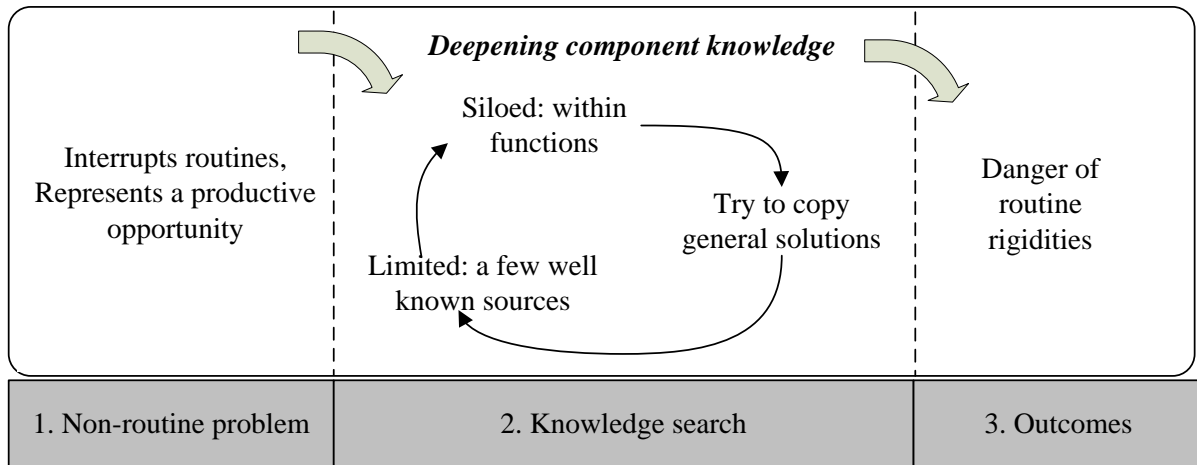 Deepening component knowledge
Interrupts routines,
Represents a productive
opportunity
Siloed: within
functions
Try to copy
general solutions
Limited: a few well
known sources
Danger of
routine
rigidities
1. Non-routine problem
2. Knowledge search
3. Outcomes